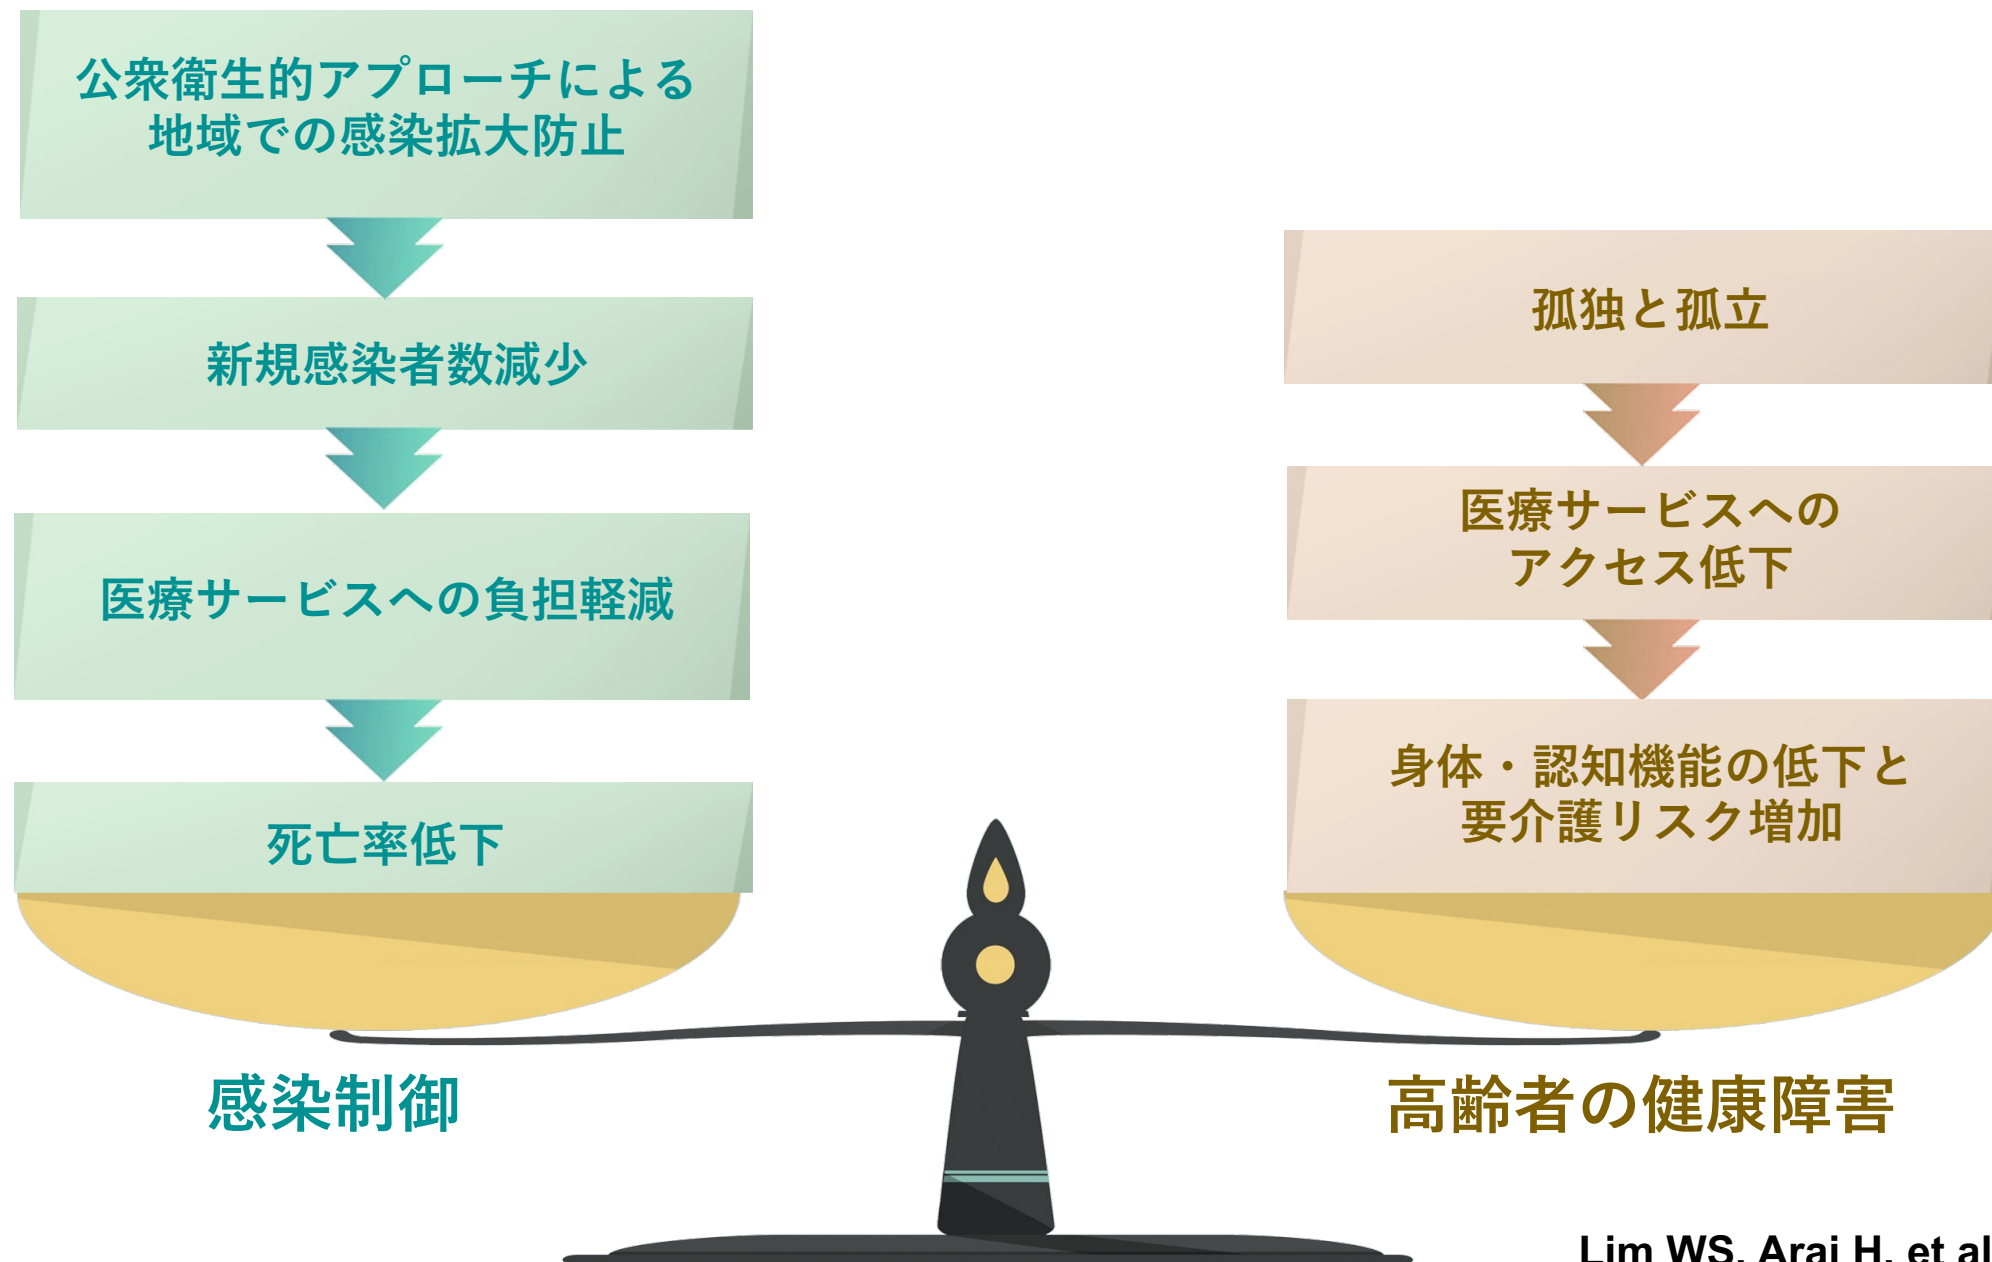 公衆衛生的アプローチによる
地域での感染拡大防止
新規感染者数減少
医療サービスへの負担軽減
死亡率低下
感染制御
孤独と孤立
医療サービスへの
アクセス低下
身体・認知機能の低下と
要介護リスク増加
高齢者の健康障害
Lim WS, Arai H, et al